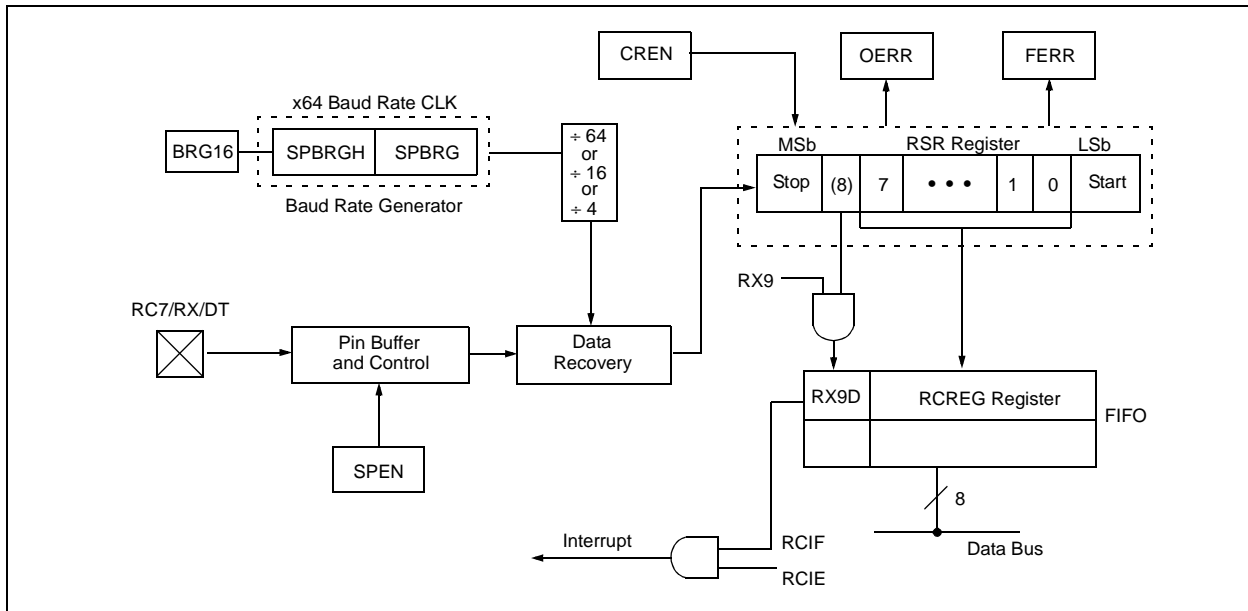 CREN
OERR
FERR
x64 Baud Rate CLK
BRG16
SPBRGH
SPBRG
Baud Rate Generator
÷ 64
or
÷ 16
or
÷ 4
MSb
RSR Register
LSb
Stop
(8)
7
• • •
1
0
Start
RX9
RC7/RX/DT
Pin Buffer
and Control
Data
Recovery
SPEN
RX9D
RCREG Register
FIFO
8
Data Bus
Interrupt
RCIF
RCIE